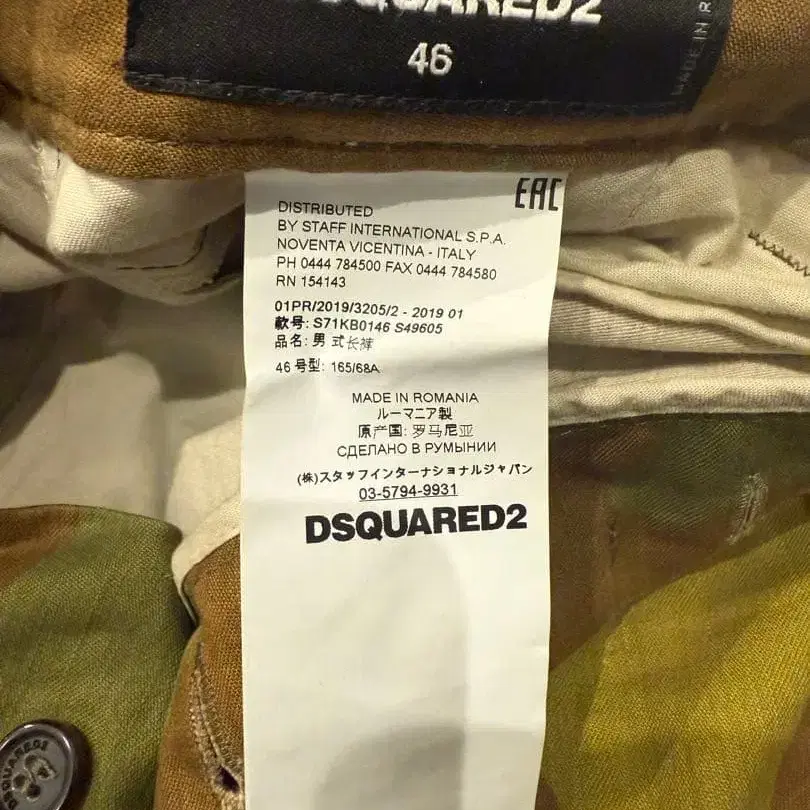 DSQUARED2
46
MADE IN R
EAC
DISTRIBUTED
BY STAFF INTERNATIONAL S.P.A.
NOVENTA VICENTINA - ITALY
PH 0444 784500 FAX 0444 784580
RN 154143
01PR/2019/3205/2 - 2019 01
款号: S71KB0146 S49605
品名: 男 式长裤
46 号型: 165/68A
MADE IN ROMANIA
ルーマニア製
原产国: 罗马尼亚
СДЕЛАНО В РУМЫНИИ
(株)スタッフインターナショナルジャパン
03-5794-9931
DSQUARED2
DSQUARED2